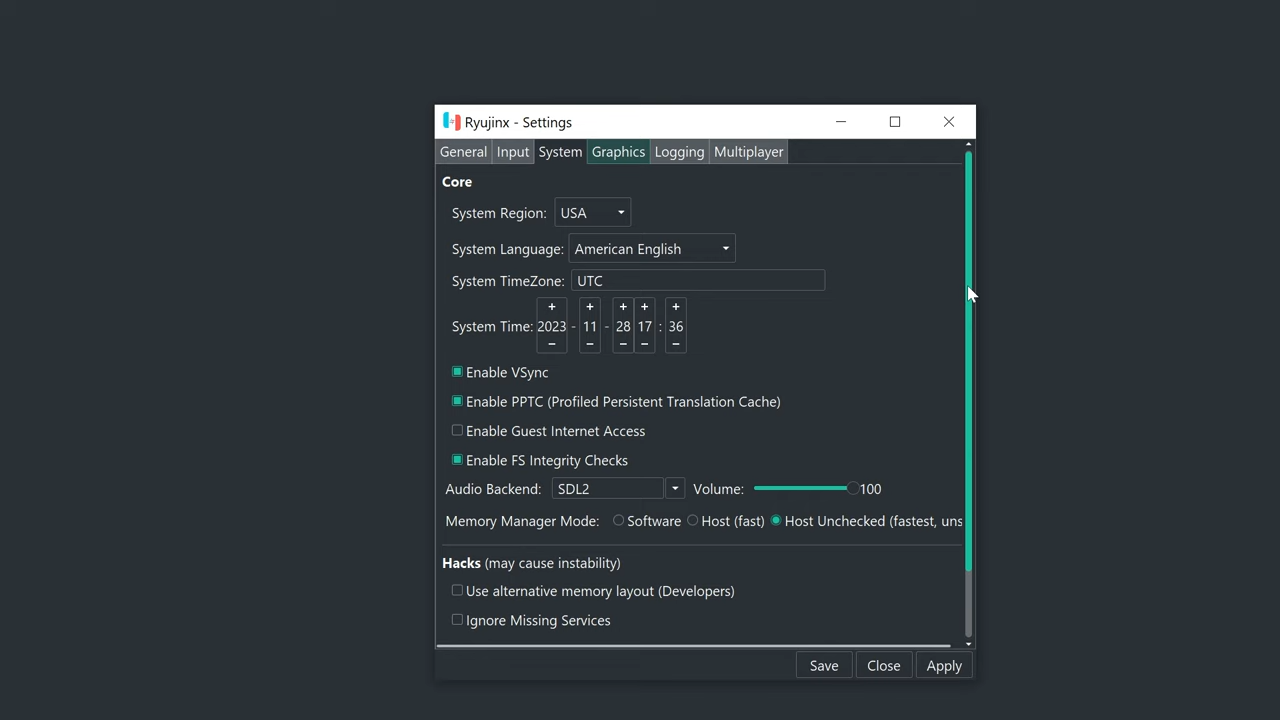 Ryujinx - Settings
General Input System Graphics Logging Multiplayer
Core
System Region: USA
System Language: American English
System TimeZone: UTC
+ + + + +
System Time: 2023 - 11 - 28 17 : 36
− − − − −
Enable VSync
Enable PPTC (Profiled Persistent Translation Cache)
Enable Guest Internet Access
Enable FS Integrity Checks
Audio Backend: SDL2 Volume: 100
Memory Manager Mode: Software Host (fast) Host Unchecked (fastest, uns
Hacks (may cause instability)
Use alternative memory layout (Developers)
Ignore Missing Services
Save Close Apply